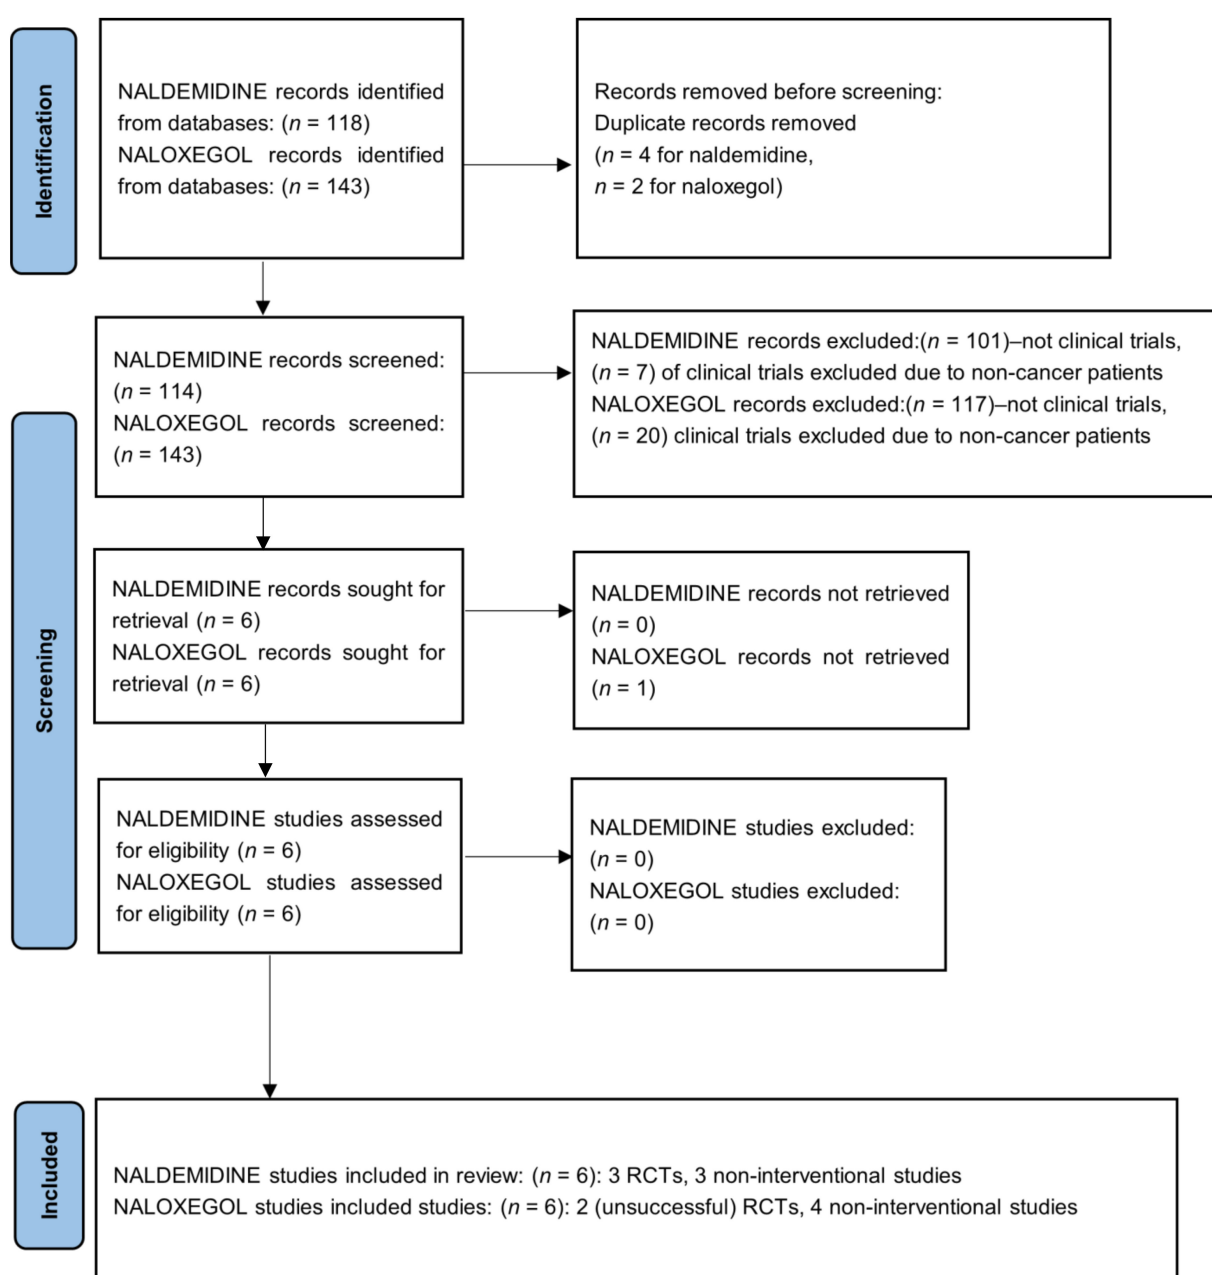 Identification
NALDEMIDINE records identified
from databases: (n = 118)
NALOXEGOL records identified
from databases: (n = 143)
Records removed before screening:
Duplicate records removed
(n = 4 for naldemidine,
n = 2 for naloxegol)
Screening
NALDEMIDINE records screened:
(n = 114)
NALOXEGOL records screened:
(n = 143)
NALDEMIDINE records excluded:(n = 101)–not clinical trials,
(n = 7) of clinical trials excluded due to non-cancer patients
NALOXEGOL records excluded:(n = 117)–not clinical trials,
(n = 20) clinical trials excluded due to non-cancer patients
NALDEMIDINE records sought for
retrieval (n = 6)
NALOXEGOL records sought for
retrieval (n = 6)
NALDEMIDINE records not retrieved
(n = 0)
NALOXEGOL records not retrieved
(n = 1)
NALDEMIDINE studies assessed
for eligibility (n = 6)
NALOXEGOL studies assessed
for eligibility (n = 6)
NALDEMIDINE studies excluded:
(n = 0)
NALOXEGOL studies excluded:
(n = 0)
Included
NALDEMIDINE studies included in review: (n = 6): 3 RCTs, 3 non-interventional studies
NALOXEGOL studies included studies: (n = 6): 2 (unsuccessful) RCTs, 4 non-interventional studies